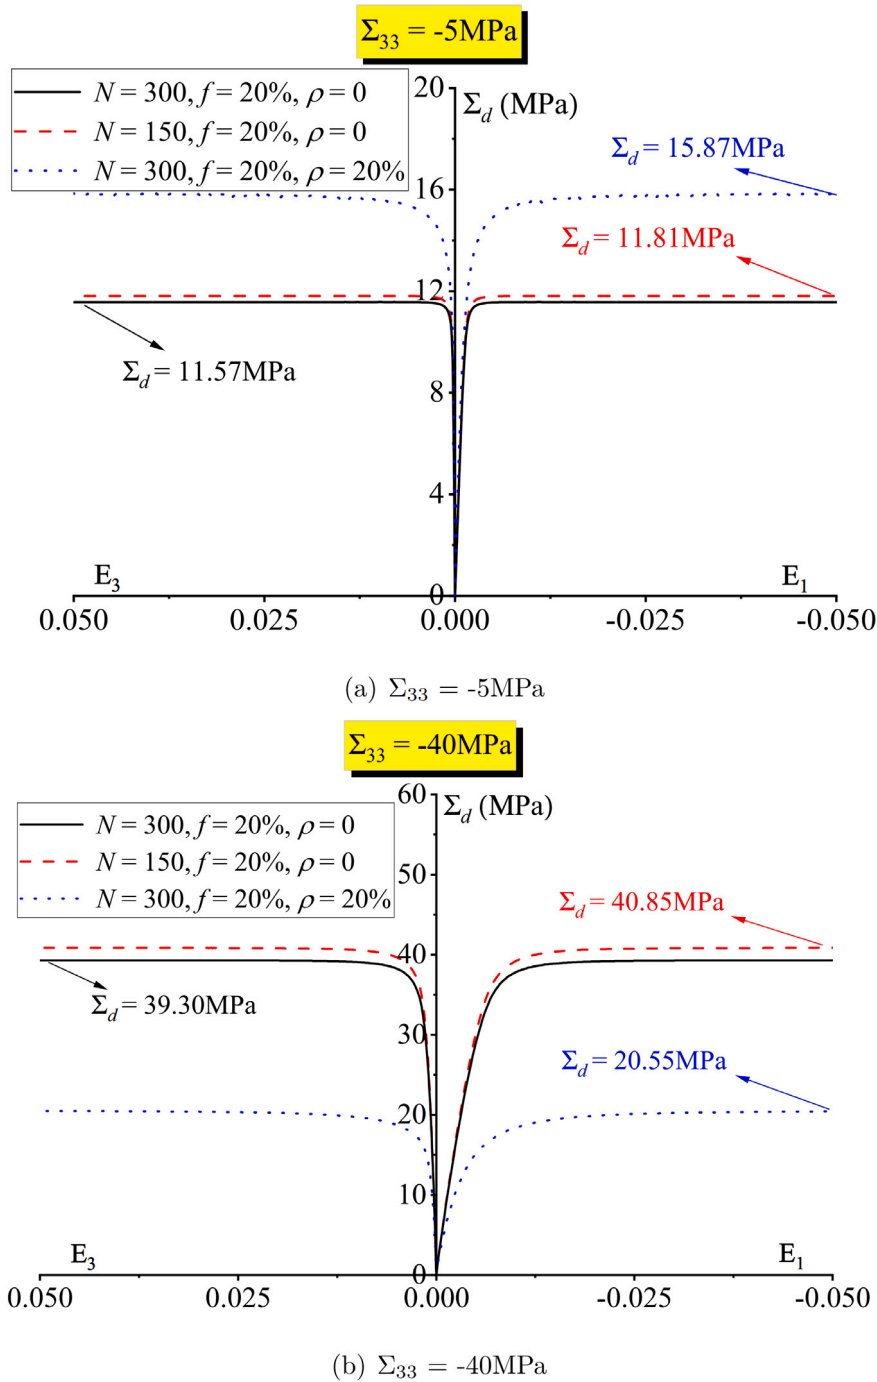 Σ33 = -5MPa
N = 300, f = 20%, ρ = 0
N = 150, f = 20%, ρ = 0
N = 300, f = 20%, ρ = 20%
Σd (MPa)
20
16
12
8
4
0
Σd = 15.87MPa
Σd = 11.81MPa
Σd = 11.57MPa
E3
E1
0.050
0.025
0.000
-0.025
-0.050
(a) Σ33 = -5MPa
Σ33 = -40MPa
N = 300, f = 20%, ρ = 0
N = 150, f = 20%, ρ = 0
N = 300, f = 20%, ρ = 20%
Σd (MPa)
60
50
40
30
20
10
0
Σd = 40.85MPa
Σd = 39.30MPa
Σd = 20.55MPa
E3
E1
0.050
0.025
0.000
-0.025
-0.050
(b) Σ33 = -40MPa